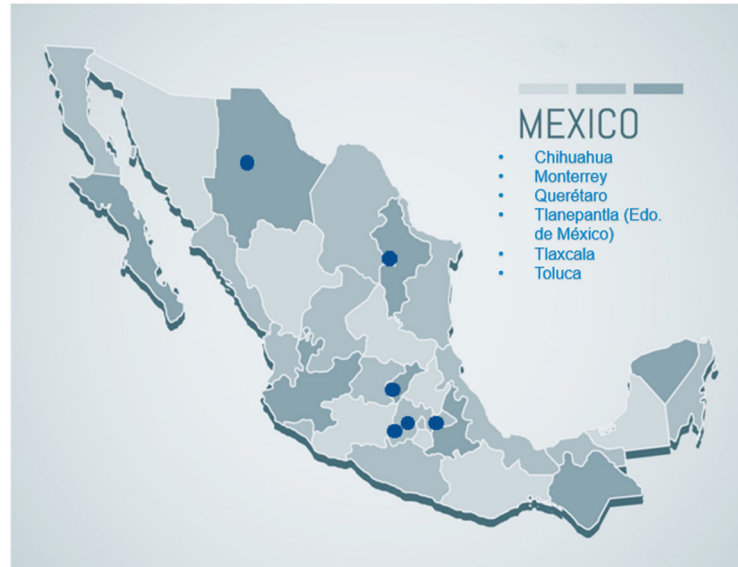 MEXICO
• Chihuahua
• Monterrey
• Querétaro
• Tlanepantla (Edo.
de México)
• Tlaxcala
• Toluca